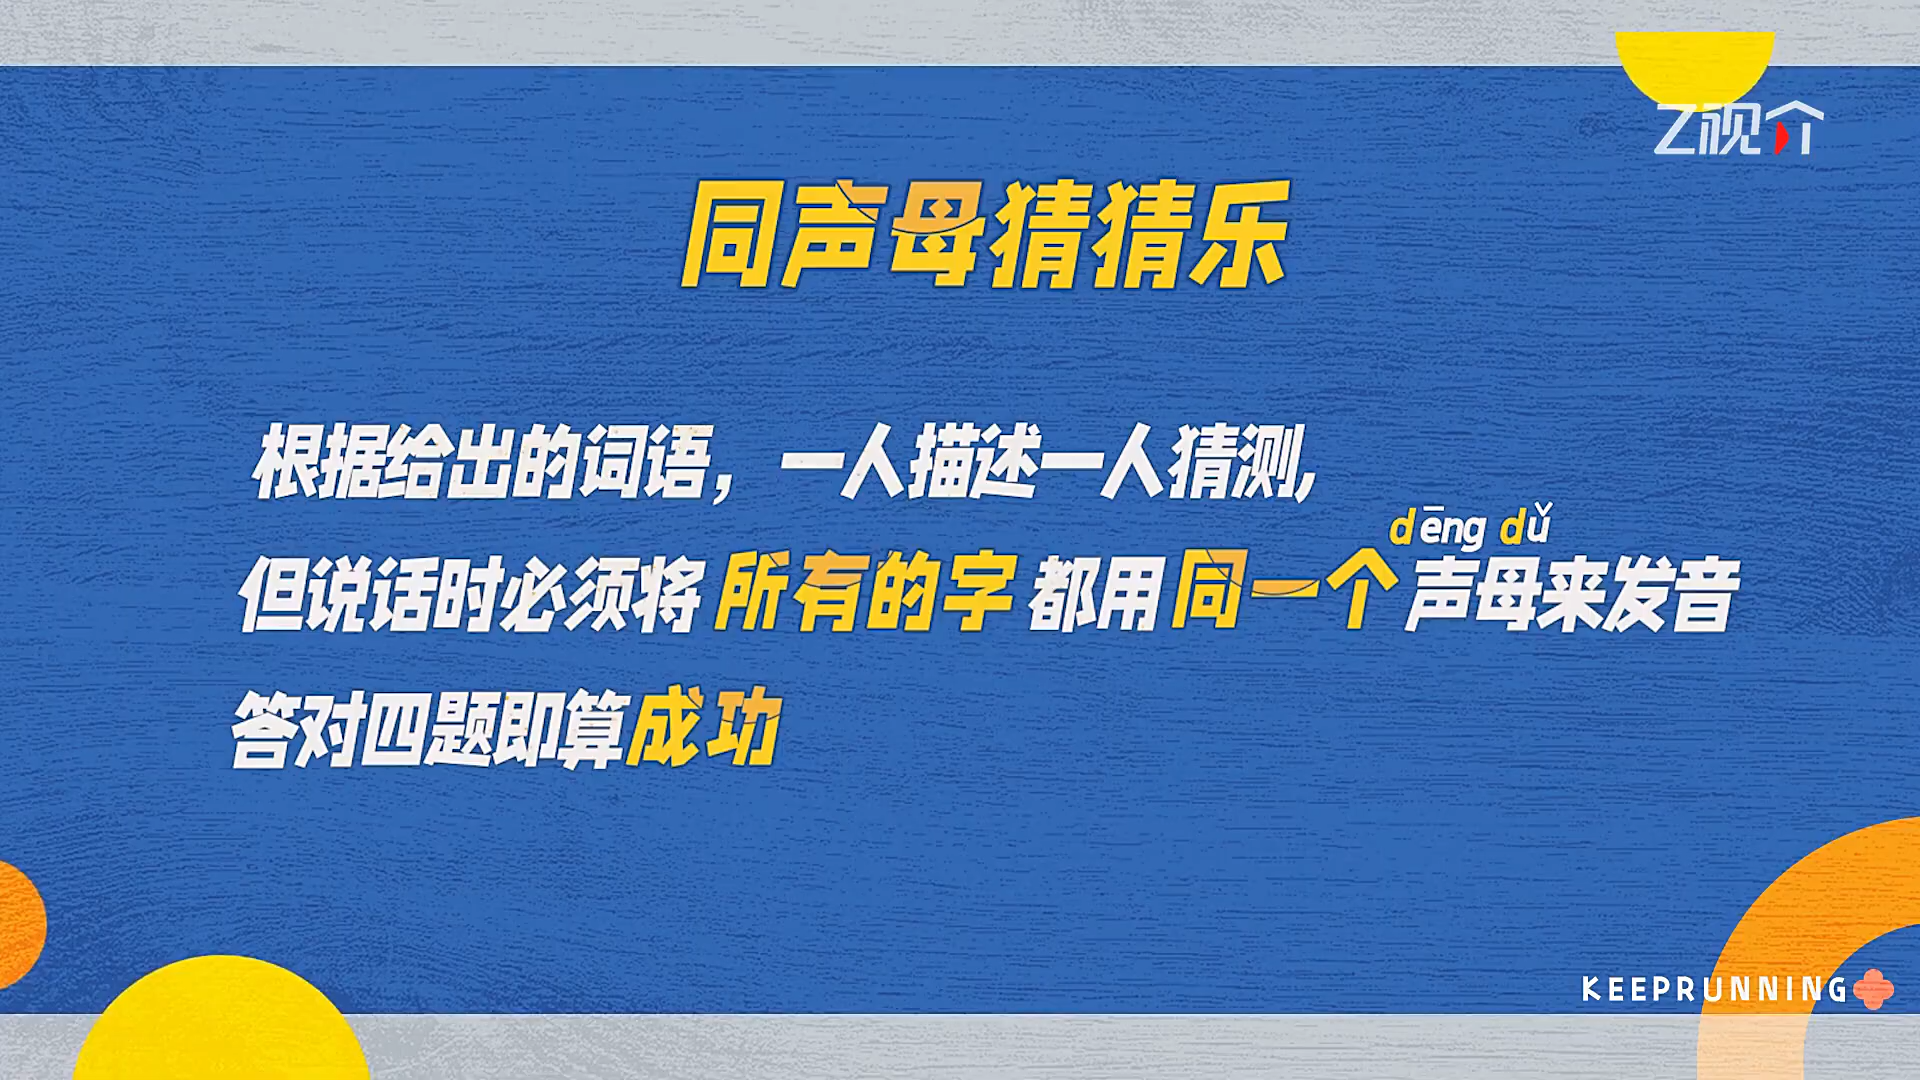 Z视介
同声母猜猜乐
根据给出的词语，一人描述一人猜测，
dēng dǔ
但说话时必须将所有的字都用同一个声母来发音
答对四题即算成功
KEEPRUNNING